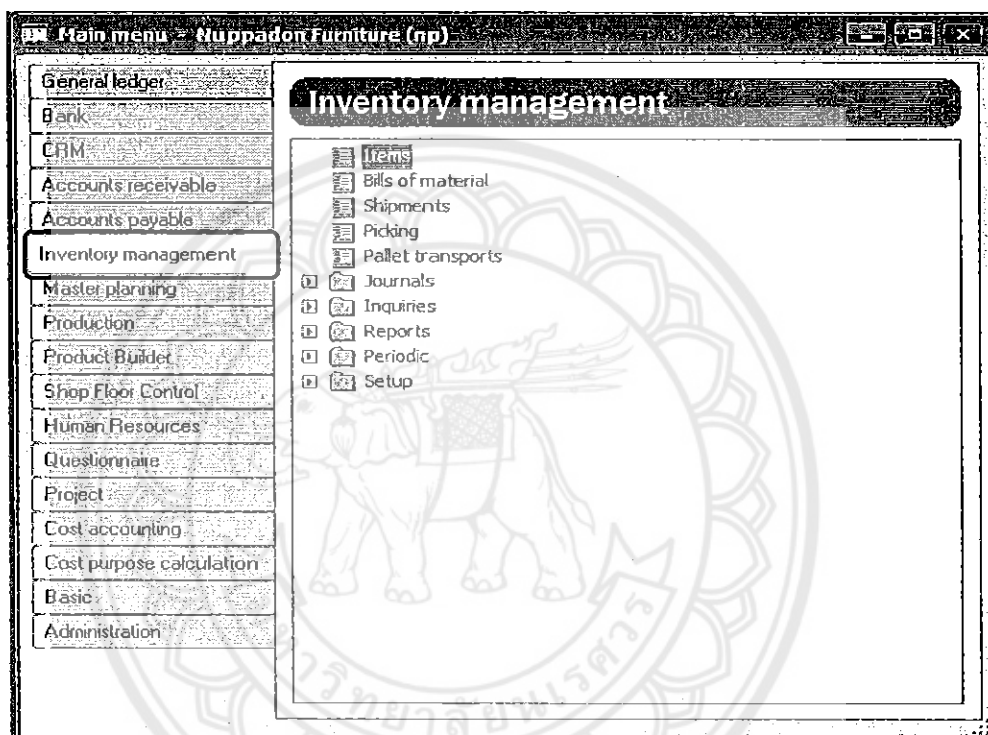 Main menu - Nuppadon Furniture (np)
General ledger
Bank
CRM
Accounts receivable
Accounts payable
Inventory management
Master planning
Production
Product Builder
Shop Floor Control
Human Resources
Questionnaire
Project
Cost accounting
Cost purpose calculation
Basic
Administration
Inventory management
Items
Bills of material
Shipments
Picking
Pallet transports
Journals
Inquiries
Reports
Periodic
Setup